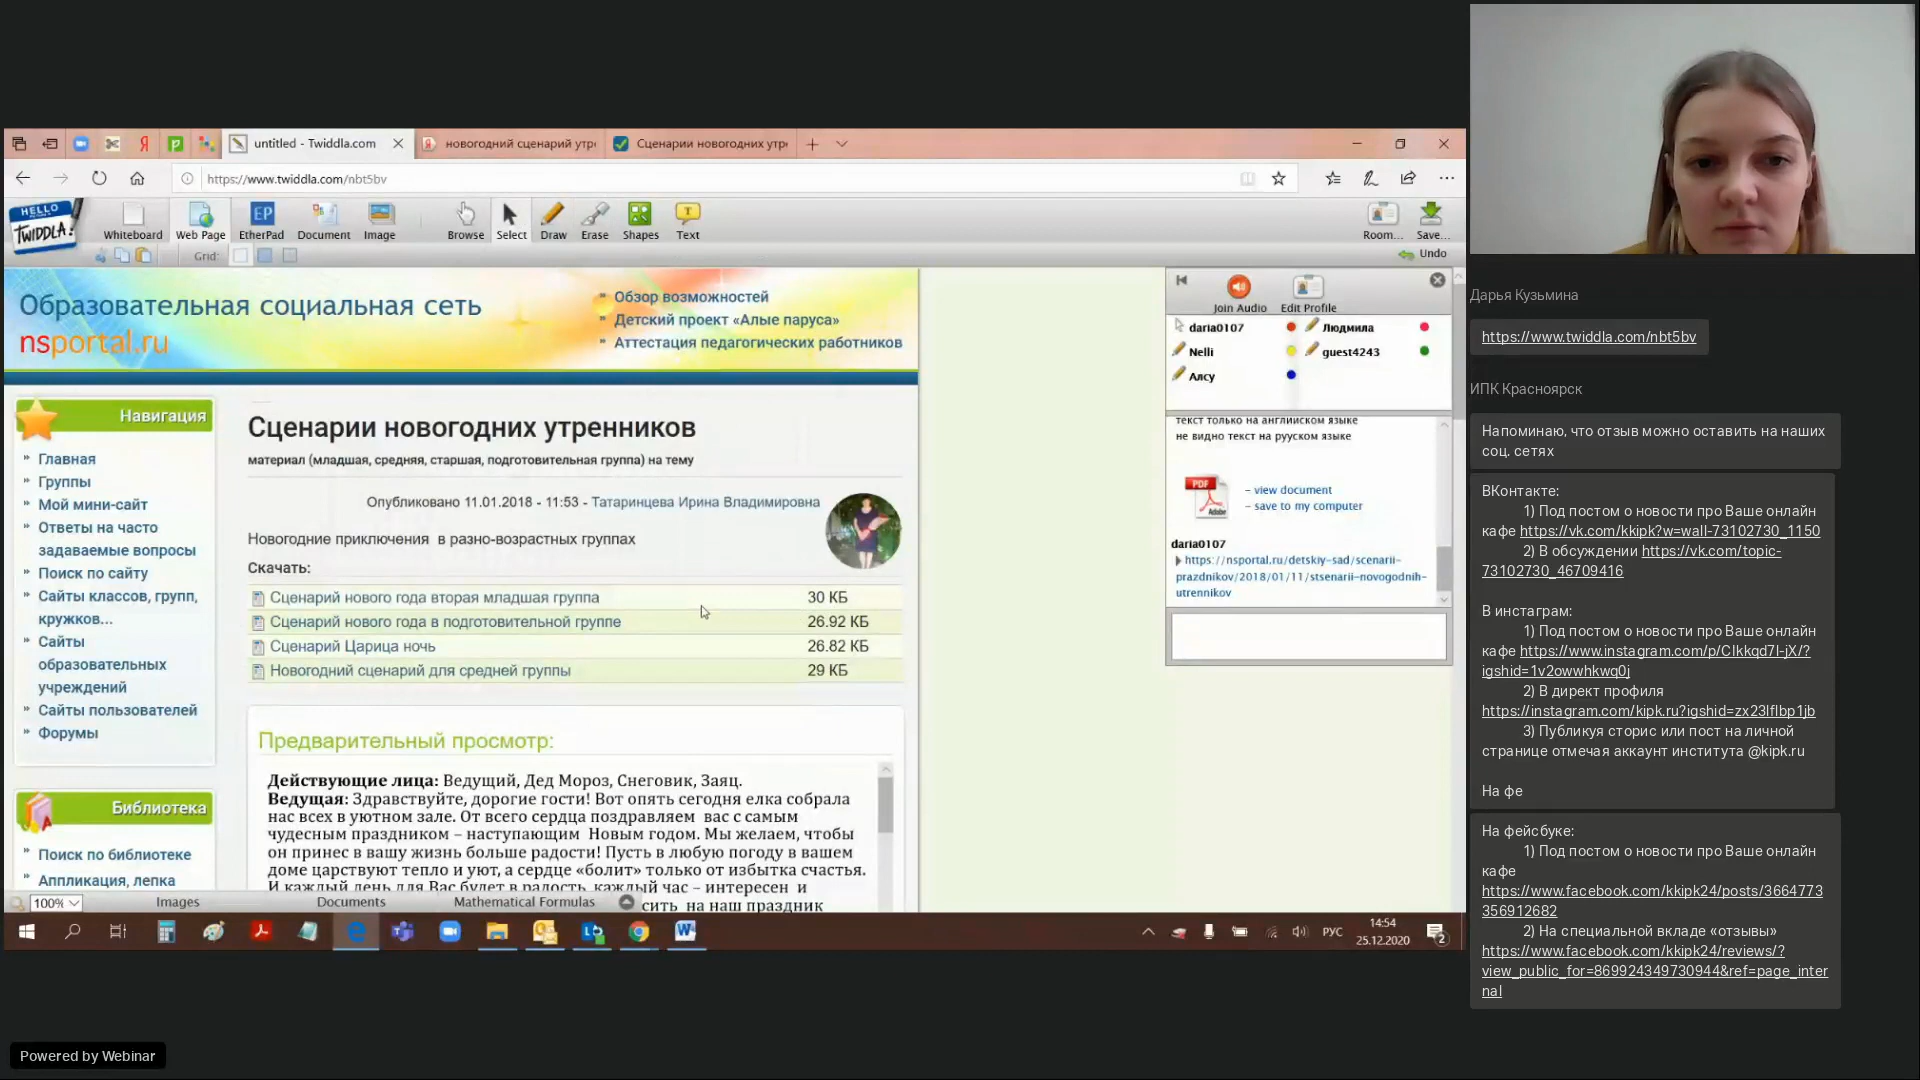 untitled - Twiddla.com
новогодний сценарий утре
Сценарии новогодних утре
https://www.twiddla.com/nbt5bv
HELLO
TWIDDLA!
Whiteboard
Web Page
EtherPad
Document
Image
Browse
Select
Draw
Erase
Shapes
Text
Room...
Save...
Grid:
Undo
Образовательная социальная сеть
nsportal.ru
Обзор возможностей
Детский проект «Алые паруса»
Аттестация педагогических работников
Навигация
Главная
Группы
Мой мини-сайт
Ответы на часто
задаваемые вопросы
Поиск по сайту
Сайты классов, групп,
кружков...
Сайты
образовательных
учреждений
Сайты пользователей
Форумы
Библиотека
Поиск по библиотеке
Аппликация, лепка
Сценарии новогодних утренников
материал (младшая, средняя, старшая, подготовительная группа) на тему
Опубликовано 11.01.2018 - 11:53 - Татаринцева Ирина Владимировна
Новогодние приключения в разно-возрастных группах
Скачать:
Сценарий нового года вторая младшая группа 30 КБ
Сценарий нового года в подготовительной группе 26.92 КБ
Сценарий Царица ночь 26.82 КБ
Новогодний сценарий для средней группы 29 КБ
Предварительный просмотр:
Действующие лица: Ведущий, Дед Мороз, Снеговик, Заяц.
Ведущая: Здравствуйте, дорогие гости! Вот опять сегодня елка собрала
нас всех в уютном зале. От всего сердца поздравляем вас с самым
чудесным праздником – наступающим Новым годом. Мы желаем, чтобы
он принес в вашу жизнь больше радости! Пусть в любую погоду в вашем
доме царствуют тепло и уют, а сердце «болит» только от избытка счастья.
И каждый день для Вас будет в радость, каждый час – интересен и
сить на наш праздник
100%
Images
Documents
Mathematical Formulas
Join Audio
Edit Profile
daria0107
Людмила
Nelli
guest4243
Алсу
текст только на английском языке
не видно текст на рууском языке
PDF
Adobe
– view document
– save to my computer
daria0107
https://nsportal.ru/detskiy-sad/scenarii-
prazdnikov/2018/01/11/stsenarii-novogodnih-
utrennikov
РУС
14:54
25.12.2020
2
Powered by Webinar
Дарья Кузьмина
https://www.twiddla.com/nbt5bv
ИПК Красноярск
Напоминаю, что отзыв можно оставить на наших
соц. сетях
ВКонтакте:
1) Под постом о новости про Ваше онлайн
кафе https://vk.com/kkipk?w=wall-73102730_1150
2) В обсуждении https://vk.com/topic-
73102730_46709416
В инстаграм:
1) Под постом о новости про Ваше онлайн
кафе https://www.instagram.com/p/CIkkqd7l-jX/?
igshid=1v2owwhkwq0j
2) В директ профиля
https://instagram.com/kipk.ru?igshid=zx23lflbp1jb
3) Публикуя сторис или пост на личной
странице отмечая аккаунт института @kipk.ru
На фе
На фейсбуке:
1) Под постом о новости про Ваше онлайн
кафе
https://www.facebook.com/kkipk24/posts/3664773
356912682
2) На специальной вкладе «отзывы»
https://www.facebook.com/kkipk24/reviews/?
view_public_for=869924349730944&ref=page_inter
nal